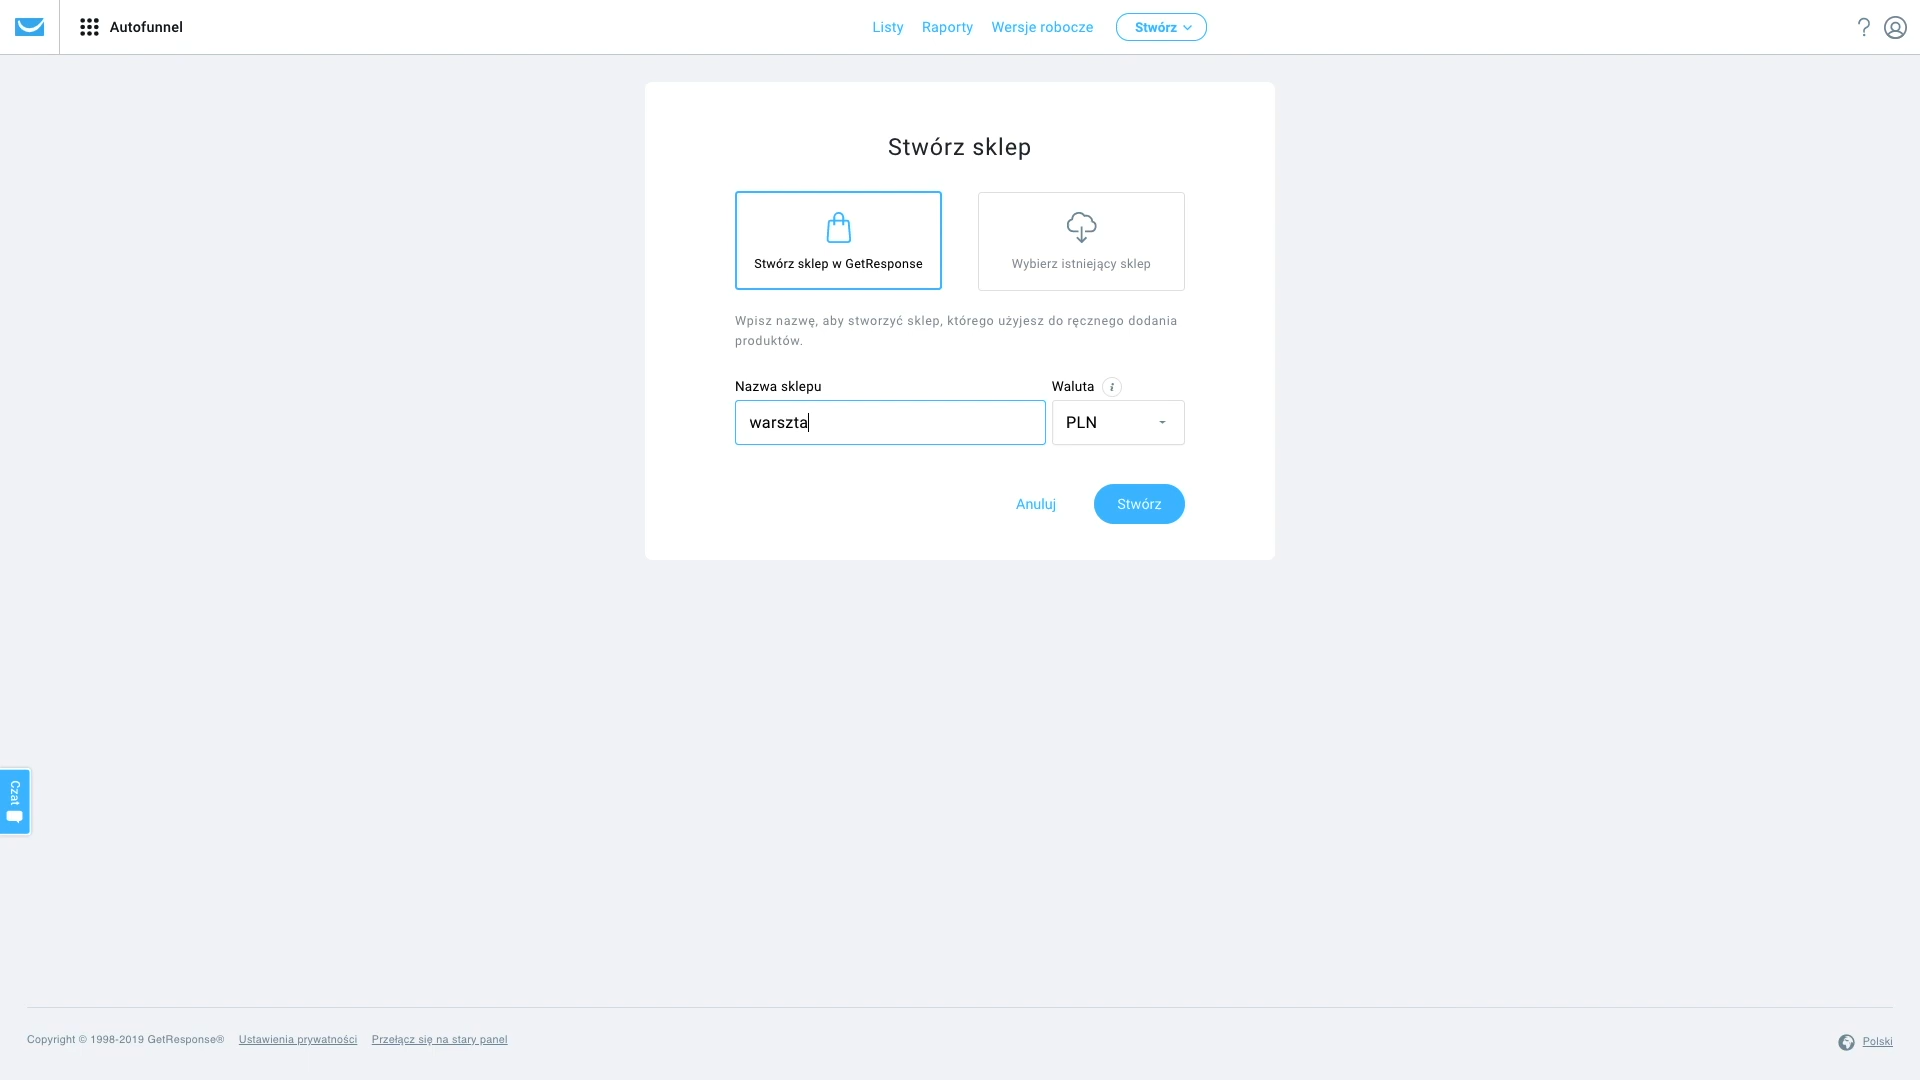 Autofunnel
Listy Raporty Wersje robocze Stwórz
Stwórz sklep
Stwórz sklep w GetResponse
Wybierz istniejący sklep
Wpisz nazwę, aby stworzyć sklep, którego użyjesz do ręcznego dodania
produktów.
Nazwa sklepu
Waluta i
warszta
PLN
Anuluj
Stwórz
Czat
Copyright © 1998-2019 GetResponse® Ustawienia prywatności Przełącz się na stary panel
Polski